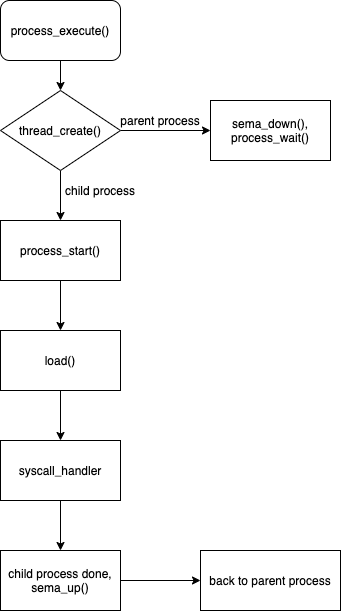 process_execute()
thread_create()
parent process
sema_down(),
process_wait()
child process
process_start()
load()
syscall_handler
child process done,
sema_up()
back to parent process